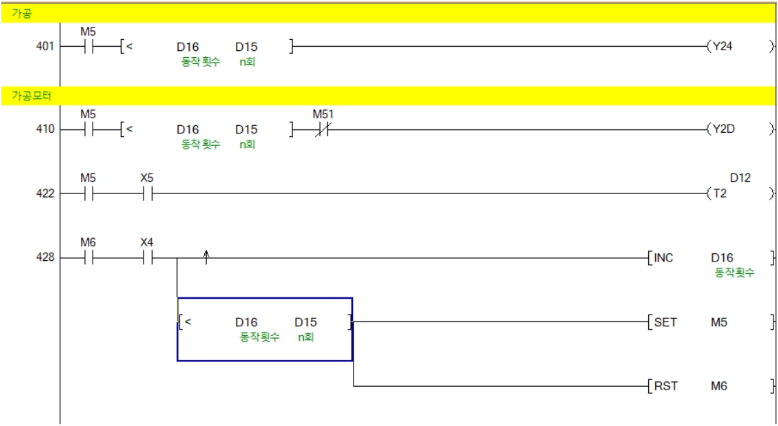 가공
M5
401 [< D16 D15 ] (Y24 )
동작횟수 n회
가공모터
M5 M51
410 [< D16 D15 ] (Y2D )
동작횟수 n회
M5 X5 D12
422 (T2 )
M6 X4
428 [INC D16 ]
동작횟수
[< D16 D15 ] [SET M5 ]
동작횟수 n회
[RST M6 ]